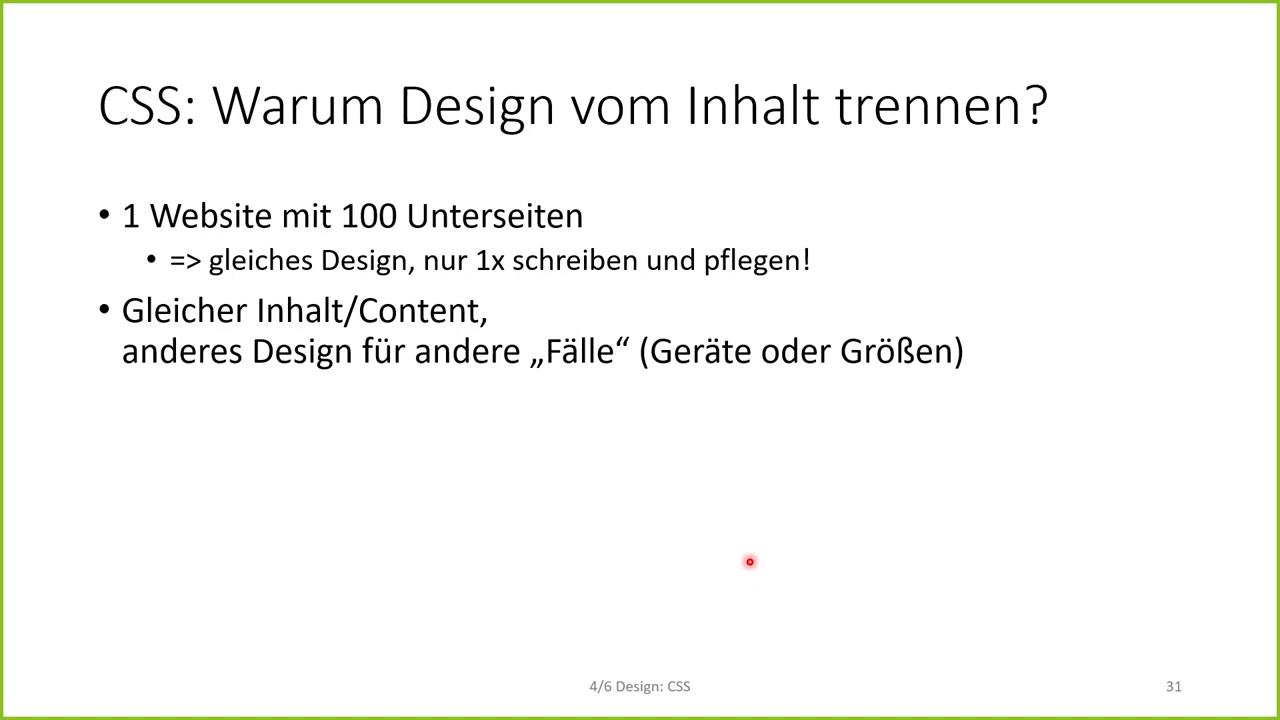 CSS: Warum Design vom Inhalt trennen?
• 1 Website mit 100 Unterseiten
• => gleiches Design, nur 1x schreiben und pflegen!
• Gleicher Inhalt/Content,
anderes Design für andere „Fälle“ (Geräte oder Größen)
4/6 Design: CSS
31